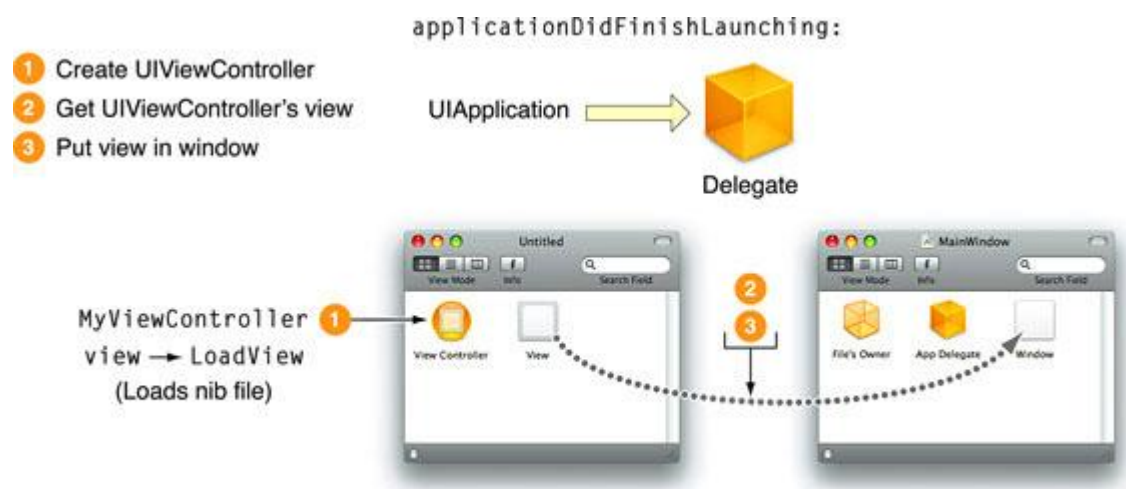 applicationDidFinishLaunching:
1 Create UIViewController
2 Get UIViewController's view
3 Put view in window
UIApplication
Delegate
Untitled
View Mode Info Search Field
View Controller View
MainWindow
View Mode Info Search Field
File's Owner App Delegate Window
2
3
MyViewController 1
view → LoadView
(Loads nib file)